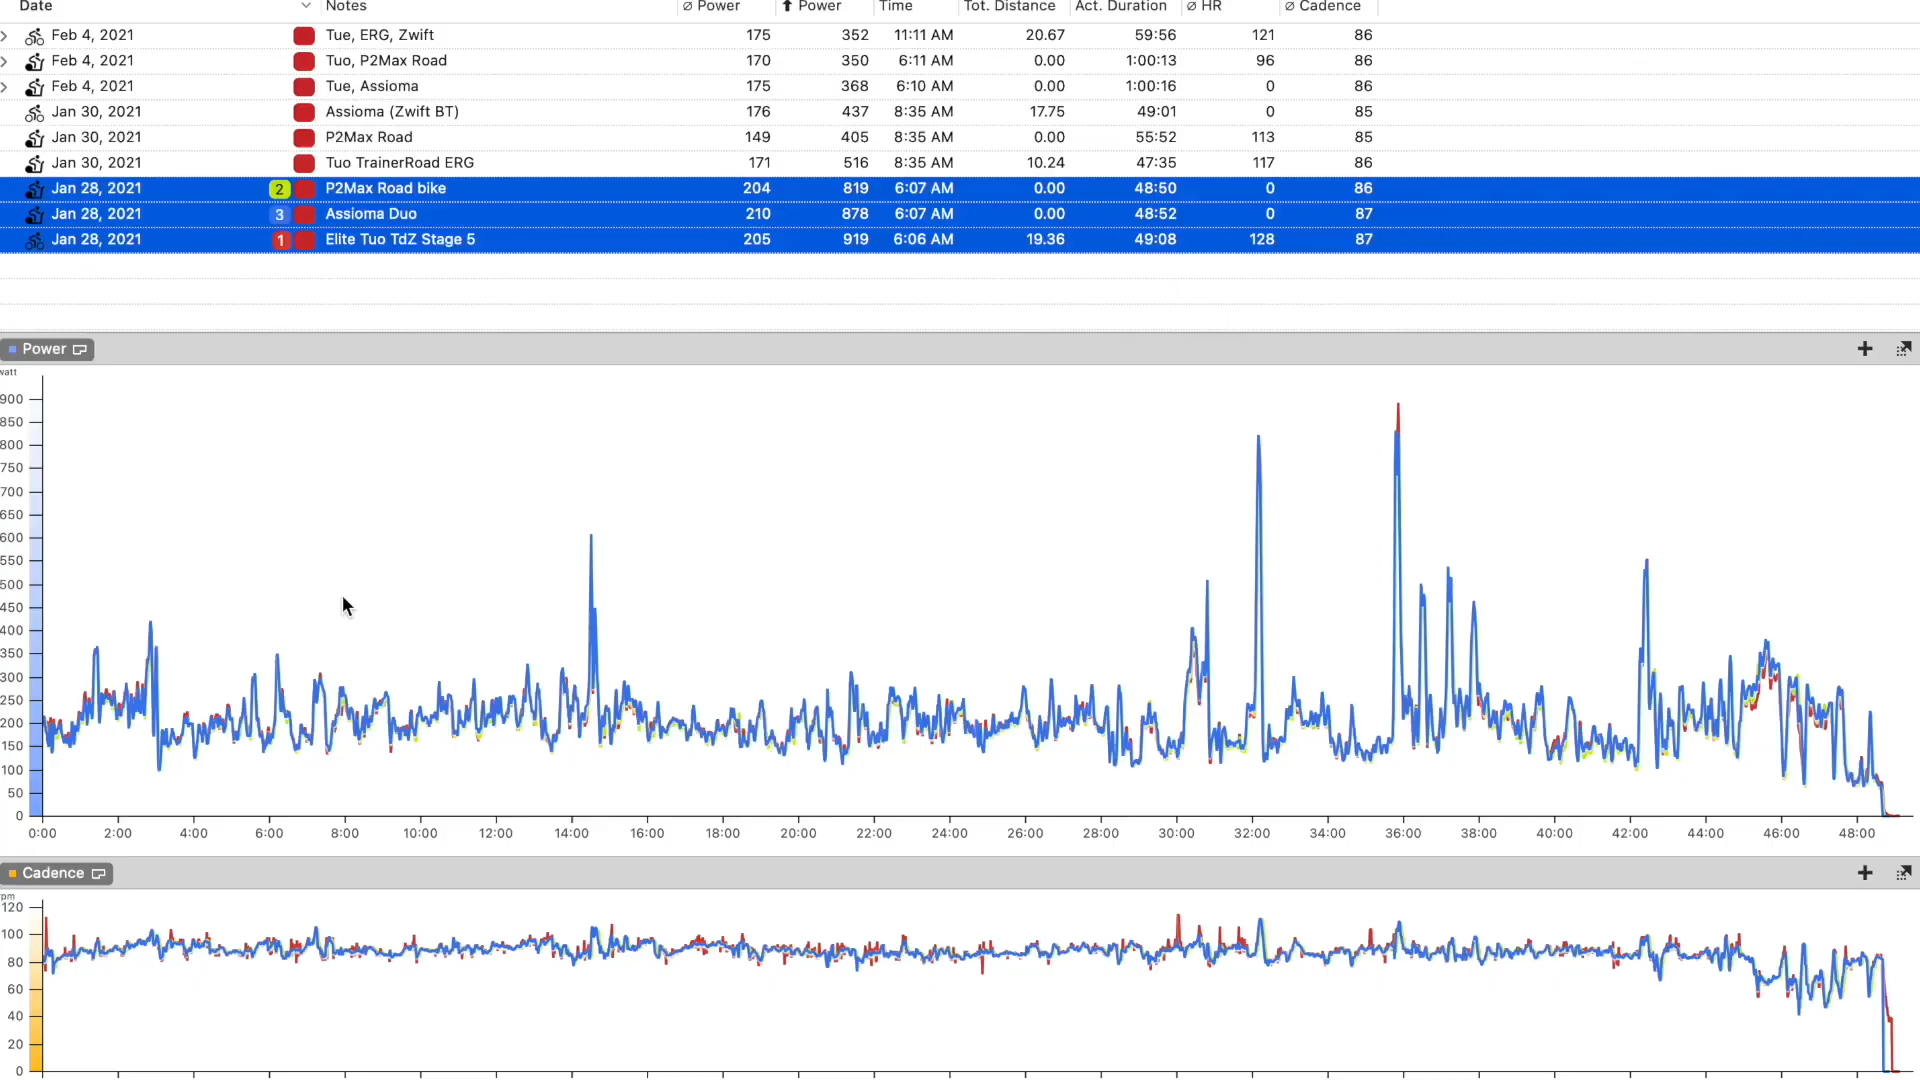 Date Notes ⌀ Power ⬆ Power Time Tot. Distance Act. Duration ⌀ HR ⌀ Cadence
Feb 4, 2021 Tue, ERG, Zwift 175 352 11:11 AM 20.67 59:56 121 86
Feb 4, 2021 Tuo, P2Max Road 170 350 6:11 AM 0.00 1:00:13 96 86
Feb 4, 2021 Tue, Assioma 175 368 6:10 AM 0.00 1:00:16 0 86
Jan 30, 2021 Assioma (Zwift BT) 176 437 8:35 AM 17.75 49:01 0 85
Jan 30, 2021 P2Max Road 149 405 8:35 AM 0.00 55:52 113 85
Jan 30, 2021 Tuo TrainerRoad ERG 171 516 8:35 AM 10.24 47:35 117 86
Jan 28, 2021 2 P2Max Road bike 204 819 6:07 AM 0.00 48:50 0 86
Jan 28, 2021 3 Assioma Duo 210 878 6:07 AM 0.00 48:52 0 87
Jan 28, 2021 1 Elite Tuo TdZ Stage 5 205 919 6:06 AM 19.36 49:08 128 87
Power
watt
900
850
800
750
700
650
600
550
500
450
400
350
300
250
200
150
100
50
0
0:00 2:00 4:00 6:00 8:00 10:00 12:00 14:00 16:00 18:00 20:00 22:00 24:00 26:00 28:00 30:00 32:00 34:00 36:00 38:00 40:00 42:00 44:00 46:00 48:00
Cadence
rpm
120
100
80
60
40
20
0